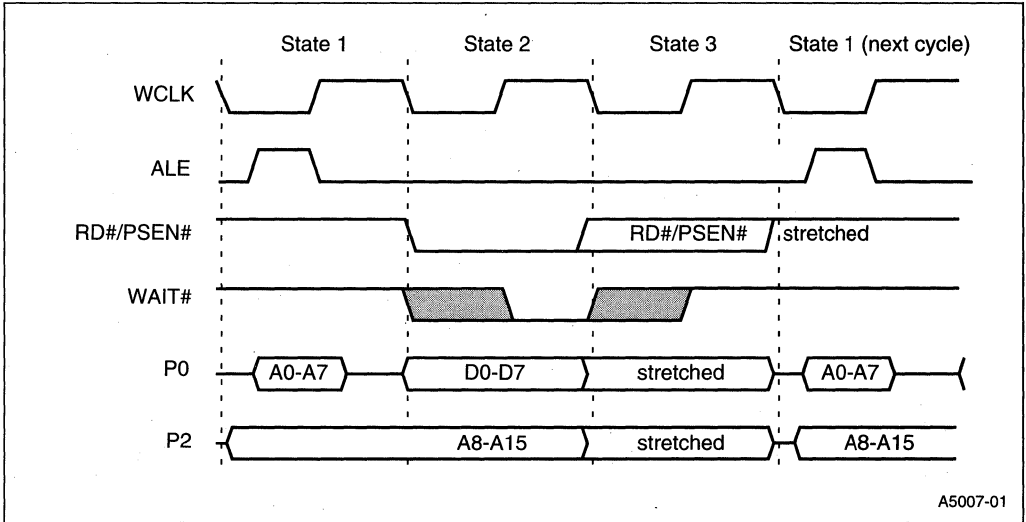 State 1 State 2 State 3 State 1 (next cycle)
WCLK
ALE
RD#/PSEN# RD#/PSEN# stretched
WAIT#
P0 A0-A7 D0-D7 stretched A0-A7
P2 A8-A15 stretched A8-A15
A5007-01